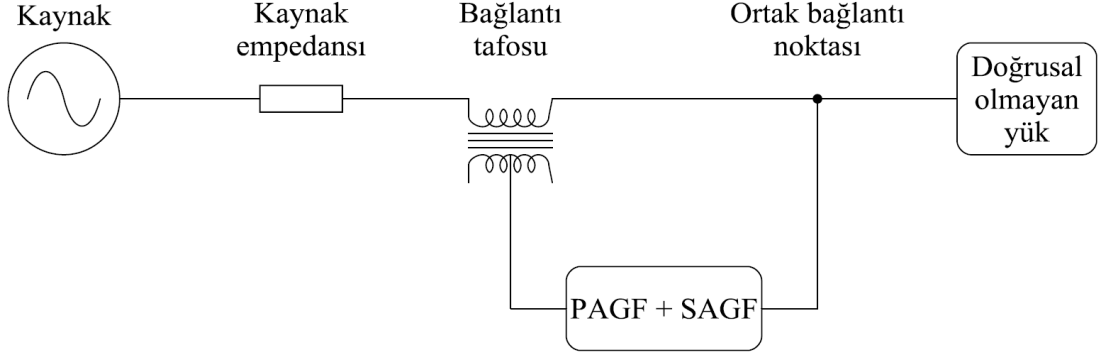 Kaynak
Kaynak
empedansı
Bağlantı
tafosu
Ortak bağlantı
noktası
Doğrusal
olmayan
yük
PAGF + SAGF